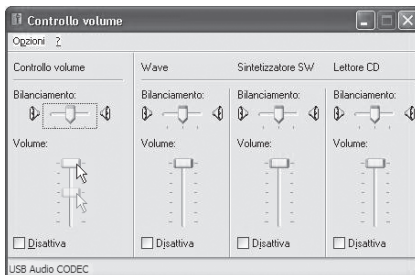 Controllo volume
Opzioni ?
Controllo volume Wave Sintetizzatore SW Lettore CD
Bilanciamento: Bilanciamento: Bilanciamento: Bilanciamento:
Volume: Volume: Volume: Volume:
Disattiva Disattiva Disattiva Disattiva
USB Audio CODEC